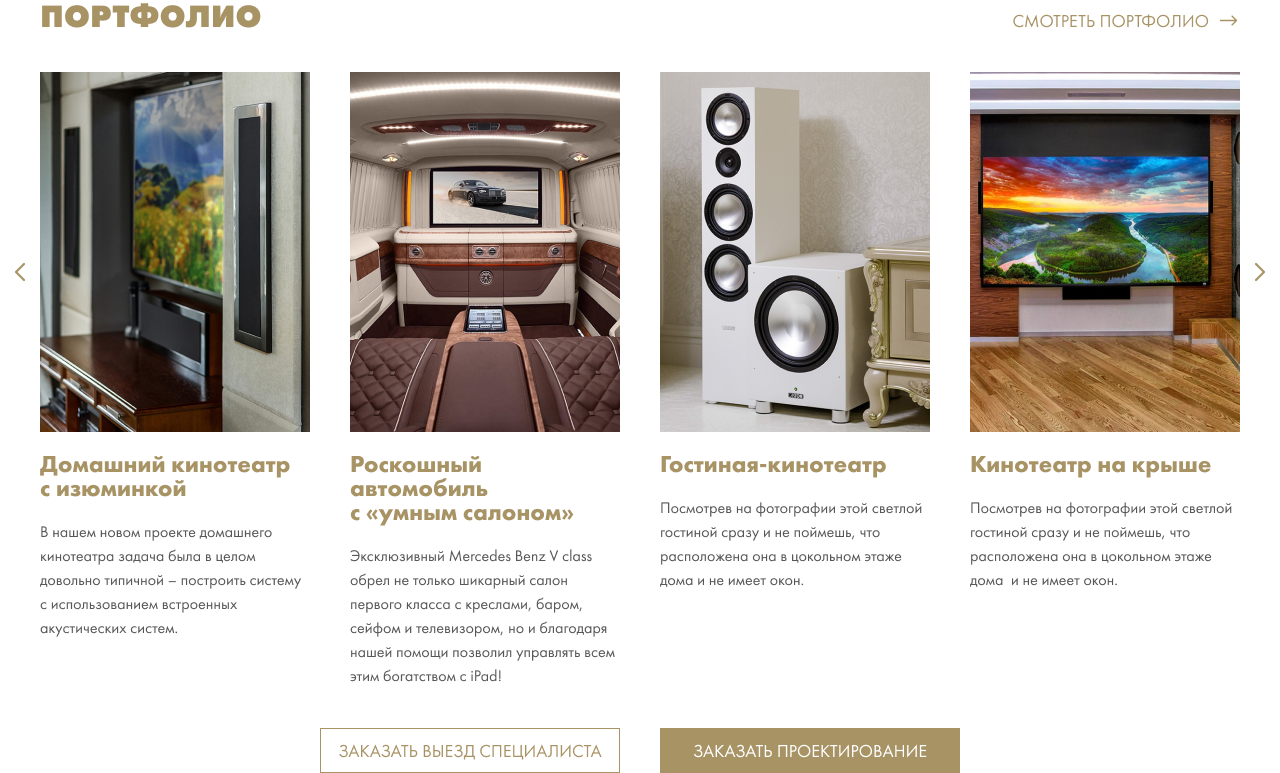 ПОРТФОЛИО
СМОТРЕТЬ ПОРТФОЛИО
Домашний кинотеатр
с изюминкой
В нашем новом проекте домашнего
кинотеатра задача была в целом
довольно типичной – построить систему
с использованием встроенных
акустических систем.
Роскошный
автомобиль
с «умным салоном»
Эксклюзивный Mercedes Benz V class
обрел не только шикарный салон
первого класса с креслами, баром,
сейфом и телевизором, но и благодаря
нашей помощи позволил управлять всем
этим богатством с iPad!
Гостиная-кинотеатр
Посмотрев на фотографии этой светлой
гостиной сразу и не поймешь, что
расположена она в цокольном этаже
дома и не имеет окон.
Кинотеатр на крыше
Посмотрев на фотографии этой светлой
гостиной сразу и не поймешь, что
расположена она в цокольном этаже
дома  и не имеет окон.
ЗАКАЗАТЬ ВЫЕЗД СПЕЦИАЛИСТА
ЗАКАЗАТЬ ПРОЕКТИРОВАНИЕ